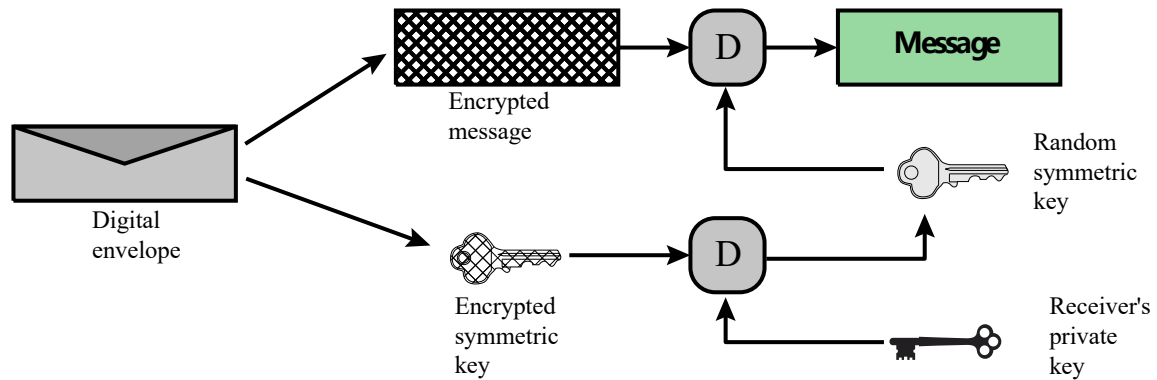 D
Message
Encrypted
message
Random
symmetric
key
Digital
envelope
D
Encrypted
symmetric
key
Receiver's
private
key